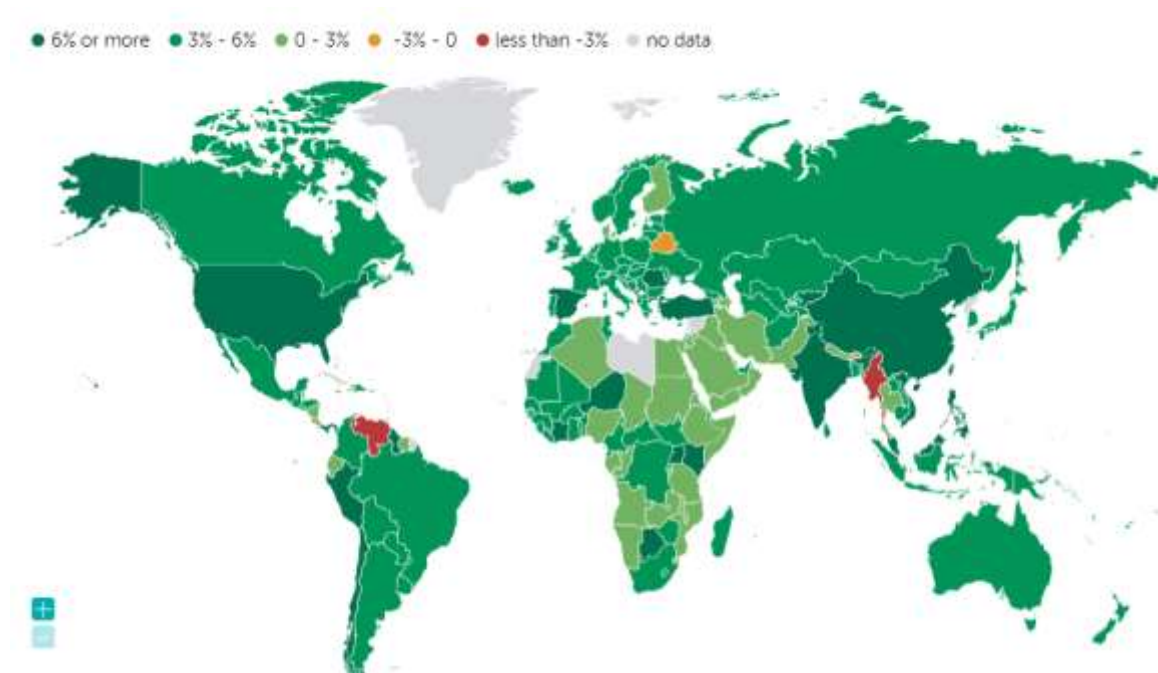 6% or more 3% - 6% 0 - 3% -3% - 0 less than -3% no data